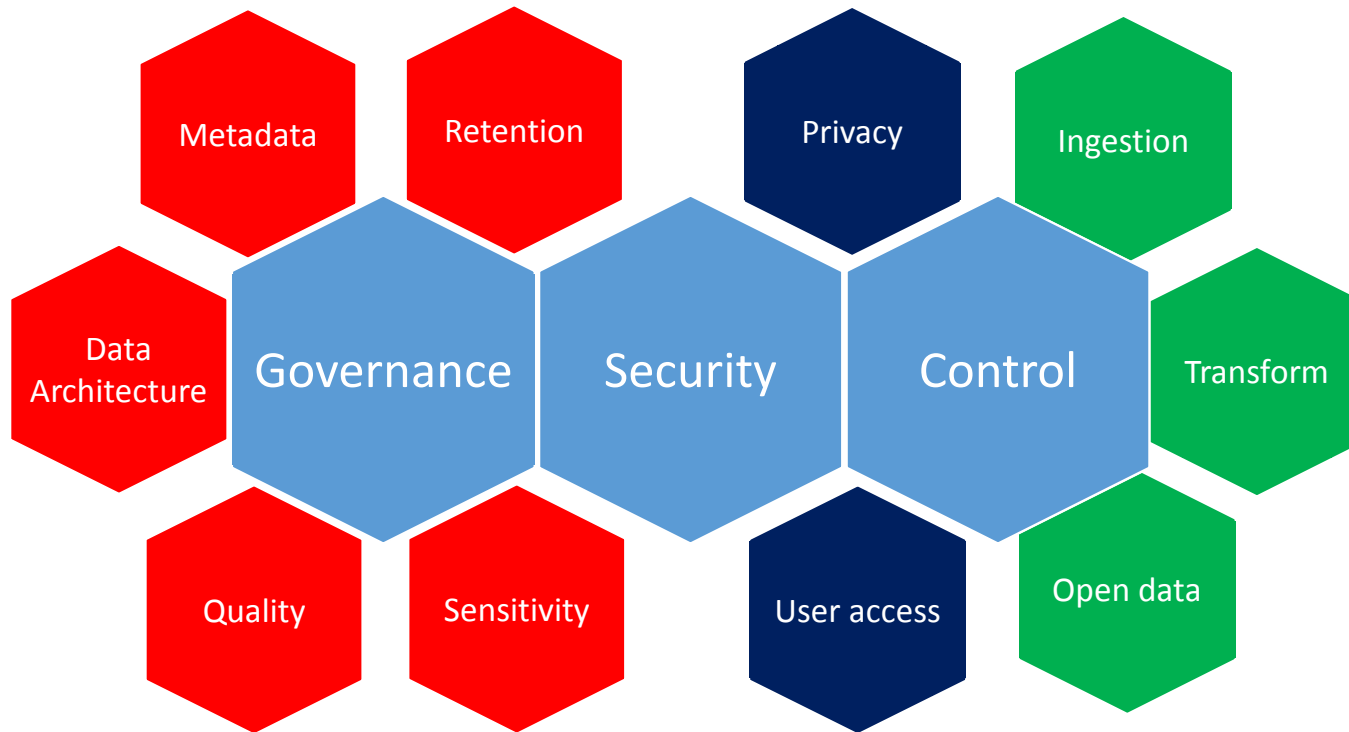 Metadata
Retention
Privacy
Ingestion
Data
Architecture
Governance
Security
Control
Transform
Quality
Sensitivity
User access
Open data